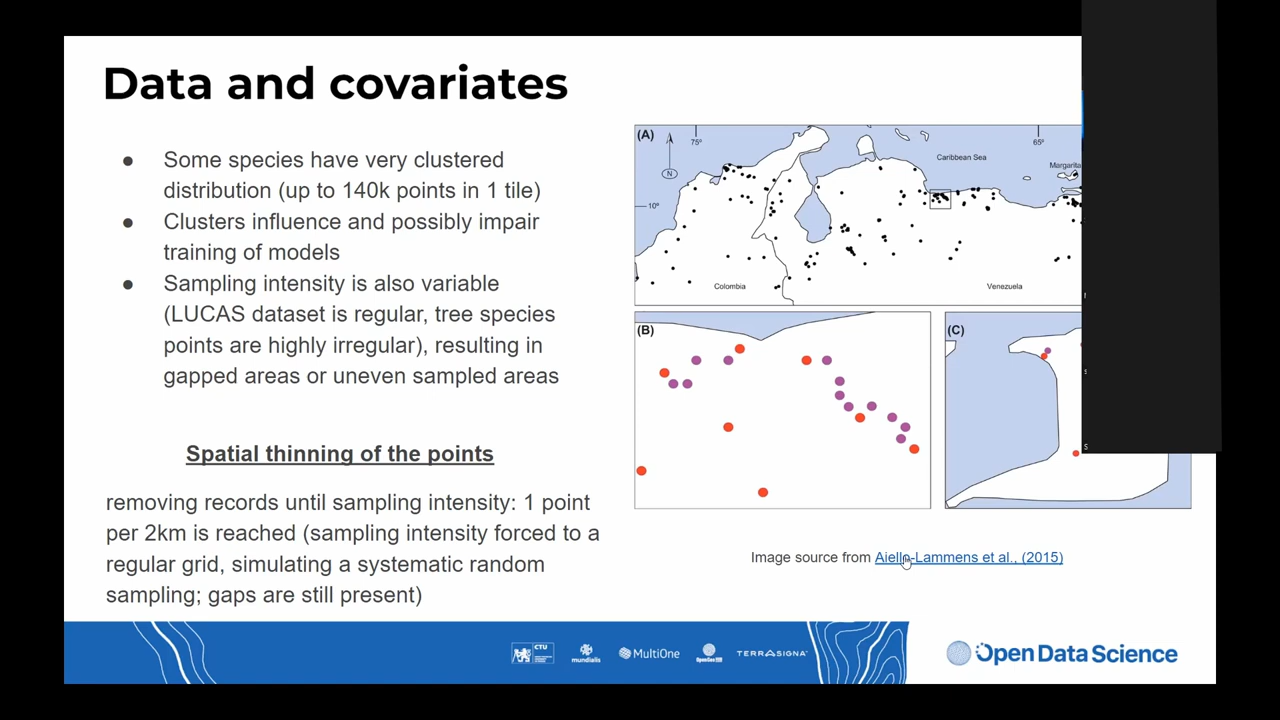 Data and covariates
● Some species have very clustered
distribution (up to 140k points in 1 tile)
● Clusters influence and possibly impair
training of models
● Sampling intensity is also variable
(LUCAS dataset is regular, tree species
points are highly irregular), resulting in
gapped areas or uneven sampled areas
Spatial thinning of the points
removing records until sampling intensity: 1 point
per 2km is reached (sampling intensity forced to a
regular grid, simulating a systematic random
sampling; gaps are still present)
(A)
75º
65º
N
Caribbean Sea
Margarita
10º
Colombia
Venezuela
(B)
(C)
Image source from Aiello-Lammens et al., (2015)
CTU
mundialis
MultiOne
OpenGeo
TERRASIGNA
Open Data Science